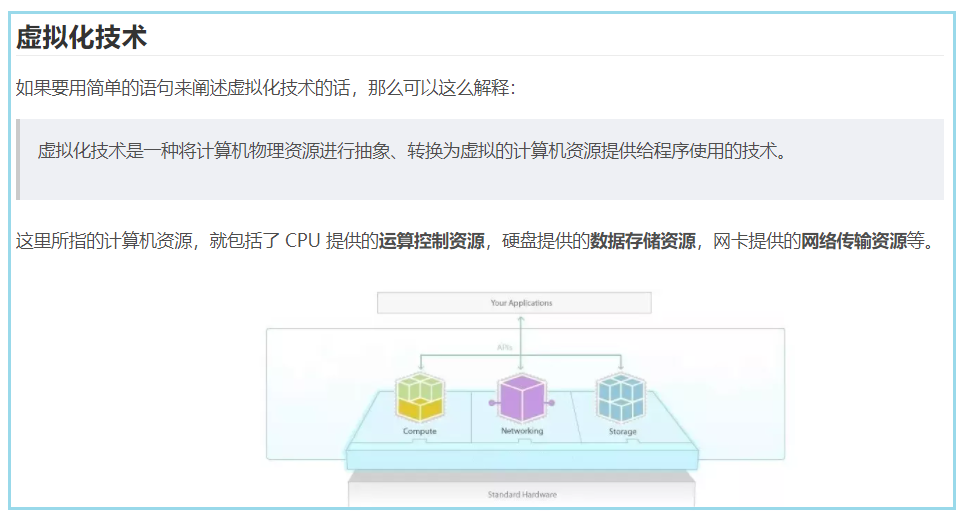 虚拟化技术
如果要用简单的语句来阐述虚拟化技术的话，那么可以这么解释：
虚拟化技术是一种将计算机物理资源进行抽象、转换为虚拟的计算机资源提供给程序使用的技术。
这里所指的计算机资源，就包括了 CPU 提供的运算控制资源，硬盘提供的数据存储资源，网卡提供的网络传输资源等。
Your Applications
APIs
Compute
Networking
Storage
Standard Hardware